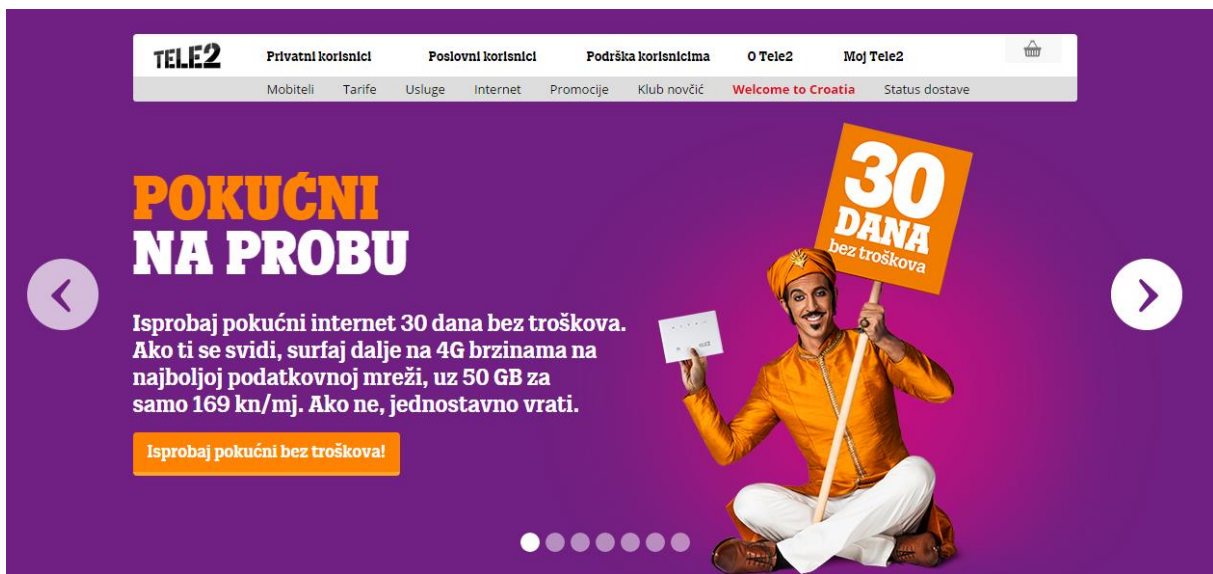 TELE2
Privatni korisnici Poslovni korisnici Podrška korisnicima O Tele2 Moj Tele2
Mobiteli Tarife Usluge Internet Promocije Klub novčić Welcome to Croatia Status dostave
POKUĆNI
NA PROBU
Isprobaj pokućni internet 30 dana bez troškova.
Ako ti se svidi, surfaj dalje na 4G brzinama na
najboljoj podatkovnoj mreži, uz 50 GB za
samo 169 kn/mj. Ako ne, jednostavno vrati.
Isprobaj pokućni bez troškova!
30
DANA
bez troškova
TELE2